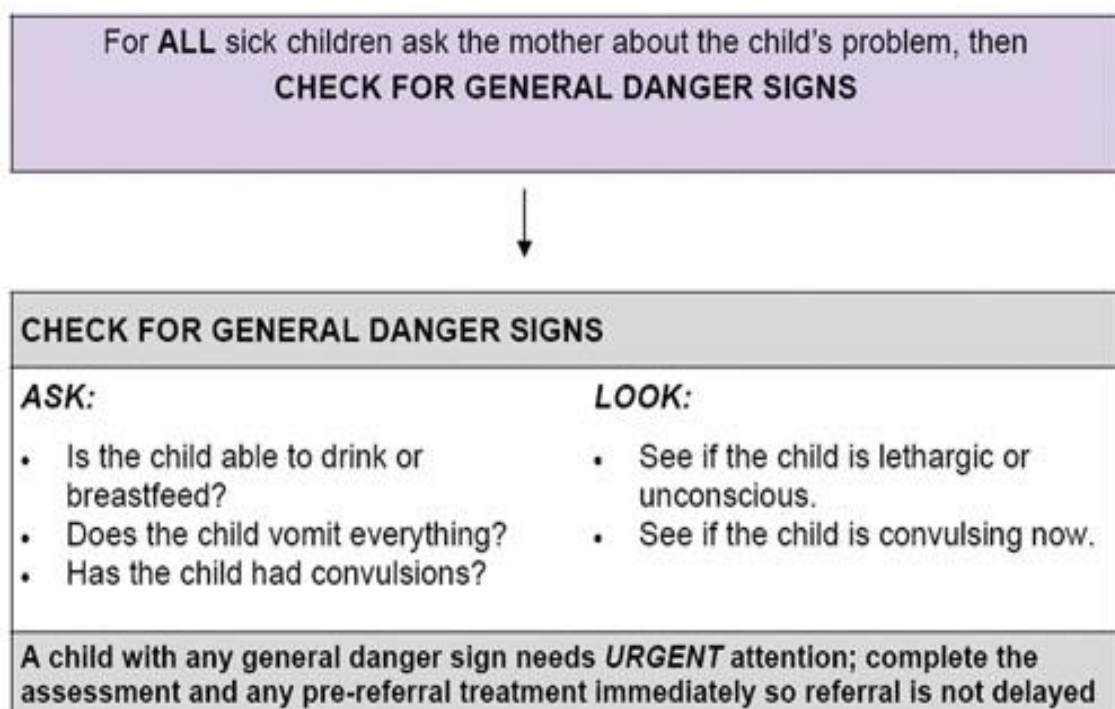 For ALL sick children ask the mother about the child's problem, then
CHECK FOR GENERAL DANGER SIGNS
CHECK FOR GENERAL DANGER SIGNS
ASK:
• Is the child able to drink or
breastfeed?
• Does the child vomit everything?
• Has the child had convulsions?
LOOK:
• See if the child is lethargic or
unconscious.
• See if the child is convulsing now.
A child with any general danger sign needs URGENT attention; complete the
assessment and any pre-referral treatment immediately so referral is not delayed